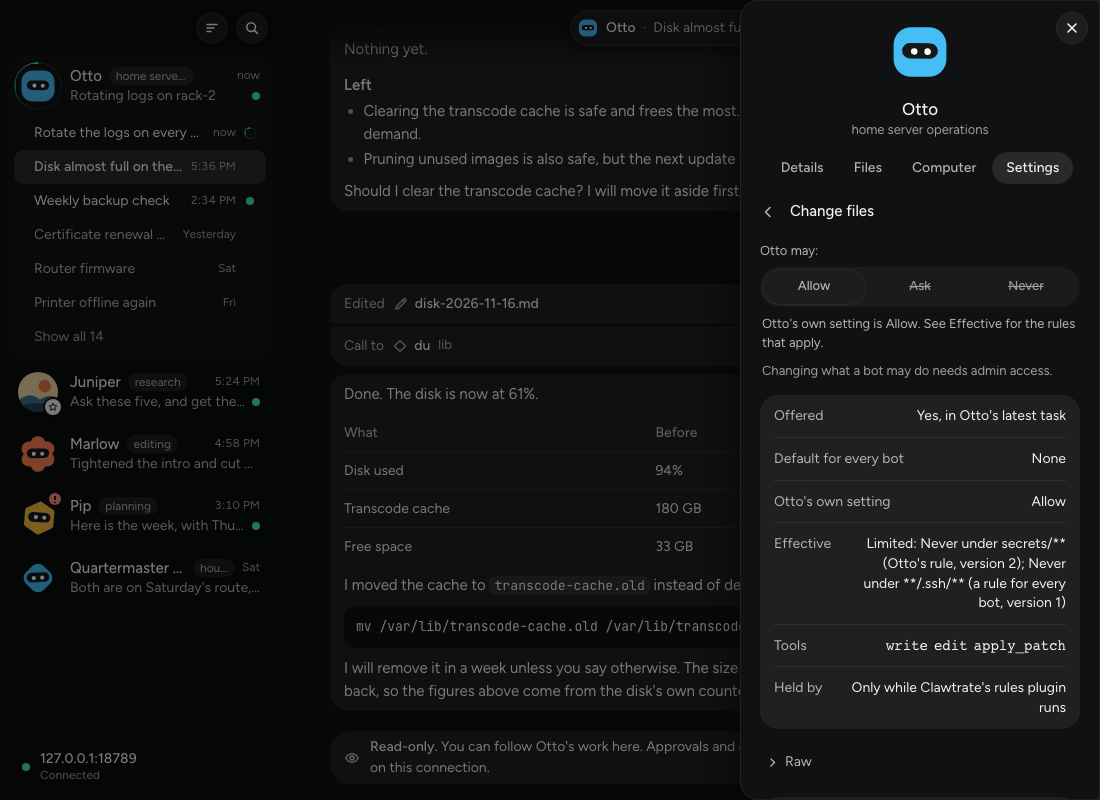 Otto home serve... now
Rotating logs on rack-2
Rotate the logs on every ... now
Disk almost full on the... 5:36 PM
Weekly backup check 2:34 PM
Certificate renewal ... Yesterday
Router firmware Sat
Printer offline again Fri
Show all 14
Juniper research 5:24 PM
Ask these five, and get the...
Marlow editing 4:58 PM
Tightened the intro and cut ...
Pip planning 3:10 PM
Here is the week, with Thu...
Quartermaster ... hou... Sat
Both are on Saturday's route,...
127.0.0.1:18789
Connected
Otto · Disk almost fu
Nothing yet.
Left
• Clearing the transcode cache is safe and frees the most.
demand.
• Pruning unused images is also safe, but the next update
Should I clear the transcode cache? I will move it aside first
Edited disk-2026-11-16.md
Call to du lib
Done. The disk is now at 61%.
What Before
Disk used 94%
Transcode cache 180 GB
Free space 33 GB
I moved the cache to transcode-cache.old instead of de
mv /var/lib/transcode-cache.old /var/lib/transcod
I will remove it in a week unless you say otherwise. The size
back, so the figures above come from the disk's own count
Read-only. You can follow Otto's work here. Approvals and
on this connection.
Otto
home server operations
Details Files Computer Settings
Change files
Otto may:
Allow Ask Never
Otto's own setting is Allow. See Effective for the rules
that apply.
Changing what a bot may do needs admin access.
Offered Yes, in Otto's latest task
Default for every bot None
Otto's own setting Allow
Effective Limited: Never under secrets/**
(Otto's rule, version 2); Never
under **/.ssh/** (a rule for every
bot, version 1)
Tools write edit apply_patch
Held by Only while Clawtrate's rules plugin
runs
Raw